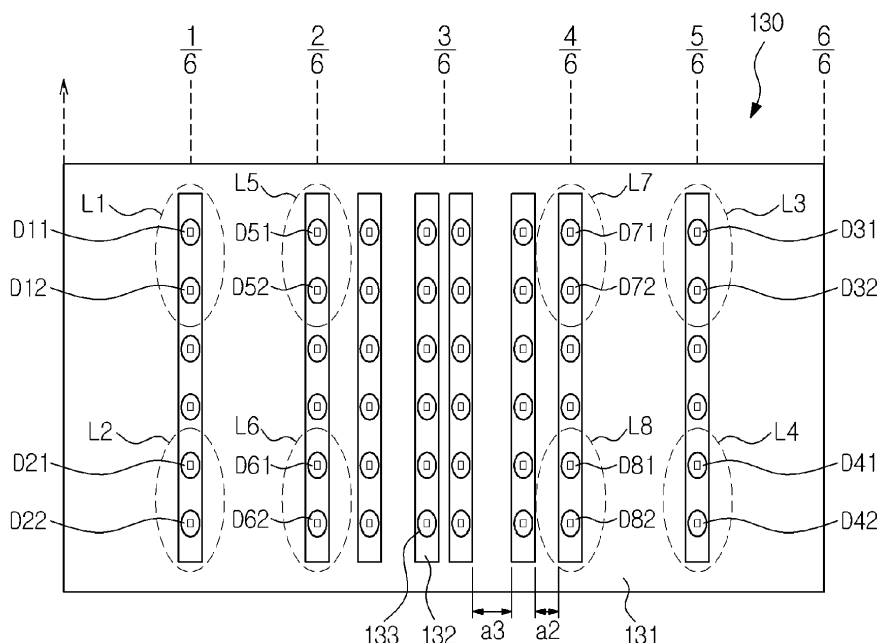 1/6 2/6 3/6 4/6 5/6 6/6 130
L1 L5 L7 L3
D11 D51 D71 D31
D12 D52 D72 D32
L2 L6 L8 L4
D21 D61 D81 D41
D22 D62 D82 D42
133 132 a3 a2 131